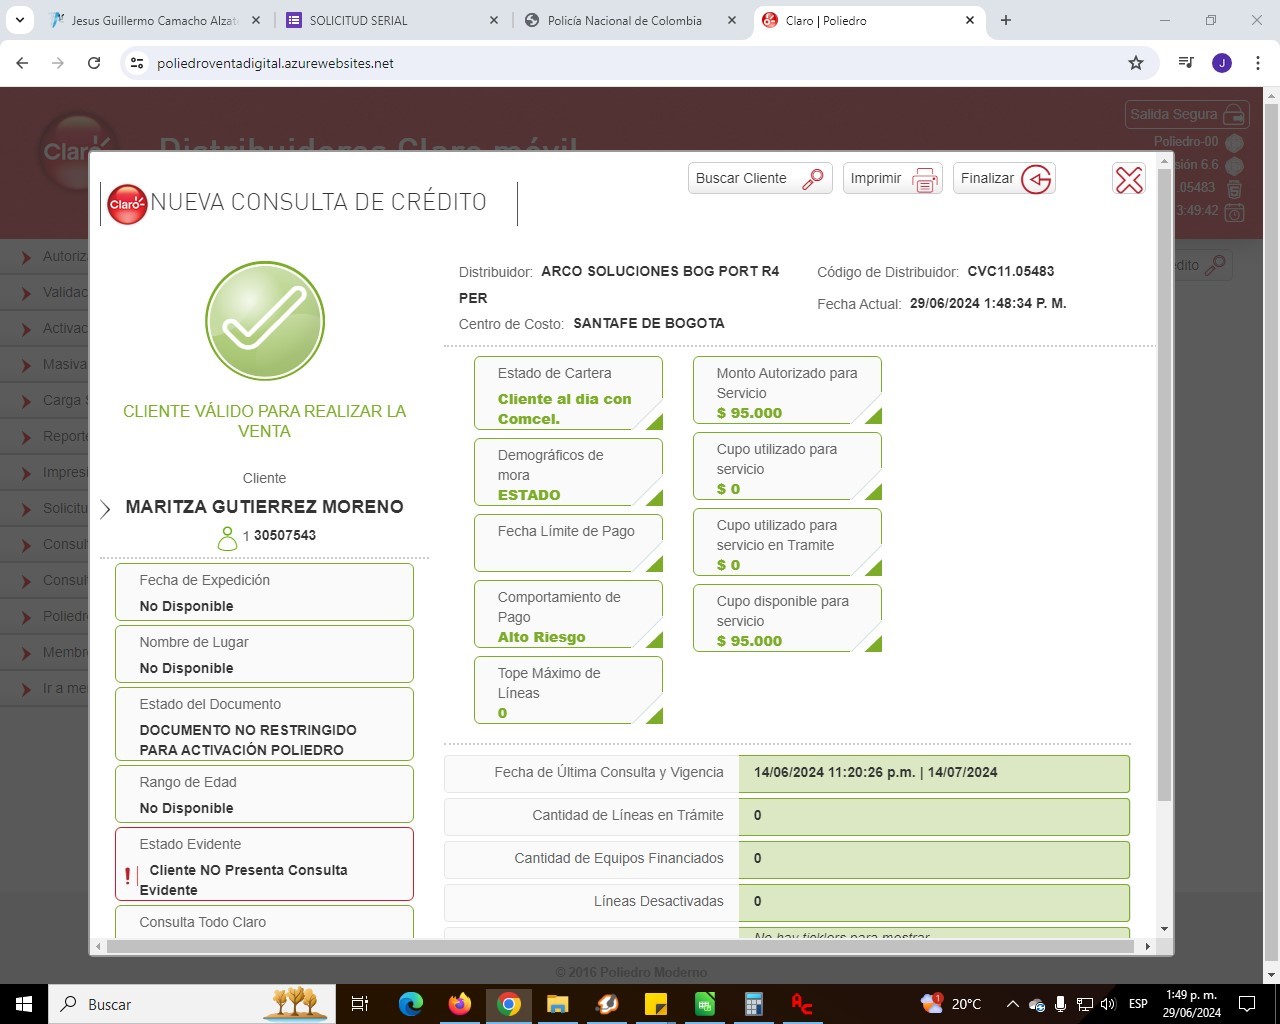 Jesus Guillermo Camacho Alzate
SOLICITUD SERIAL
Policía Nacional de Colombia
Claro | Poliedro
poliedroventadigital.azurewebsites.net
J
Salida Segura
Claro
Distribuidores Claro móvil
Poliedro-00
sión 6.6
.05483
3:49:42
Buscar Cliente
Imprimir
Finalizar
Claro
NUEVA CONSULTA DE CRÉDITO
Autoriz
Validac
Activac
Masiva
Carga S
Reporte
Impresi
Solicitu
Consul
Consul
Poliedr
Membr
Ir a me
dito
CLIENTE VÁLIDO PARA REALIZAR LA
VENTA
Cliente
MARITZA GUTIERREZ MORENO
1 30507543
Fecha de Expedición
No Disponible
Nombre de Lugar
No Disponible
Estado del Documento
DOCUMENTO NO RESTRINGIDO
PARA ACTIVACIÓN POLIEDRO
Rango de Edad
No Disponible
Estado Evidente
! Cliente NO Presenta Consulta
Evidente
Consulta Todo Claro
Distribuidor: ARCO SOLUCIONES BOG PORT R4
PER
Centro de Costo: SANTAFE DE BOGOTA
Código de Distribuidor: CVC11.05483
Fecha Actual: 29/06/2024 1:48:34 P. M.
Estado de Cartera
Cliente al dia con
Comcel.
Demográficos de
mora
ESTADO
Fecha Límite de Pago
Comportamiento de
Pago
Alto Riesgo
Tope Máximo de
Líneas
0
Monto Autorizado para
Servicio
$ 95.000
Cupo utilizado para
servicio
$ 0
Cupo utilizado para
servicio en Tramite
$ 0
Cupo disponible para
servicio
$ 95.000
Fecha de Última Consulta y Vigencia 14/06/2024 11:20:26 p.m. | 14/07/2024
Cantidad de Líneas en Trámite 0
Cantidad de Equipos Financiados 0
Líneas Desactivadas 0
No hay ticklers para mostrar
© 2016 Poliedro Moderno
Buscar
1
20°C
ESP
1:49 p. m.
29/06/2024